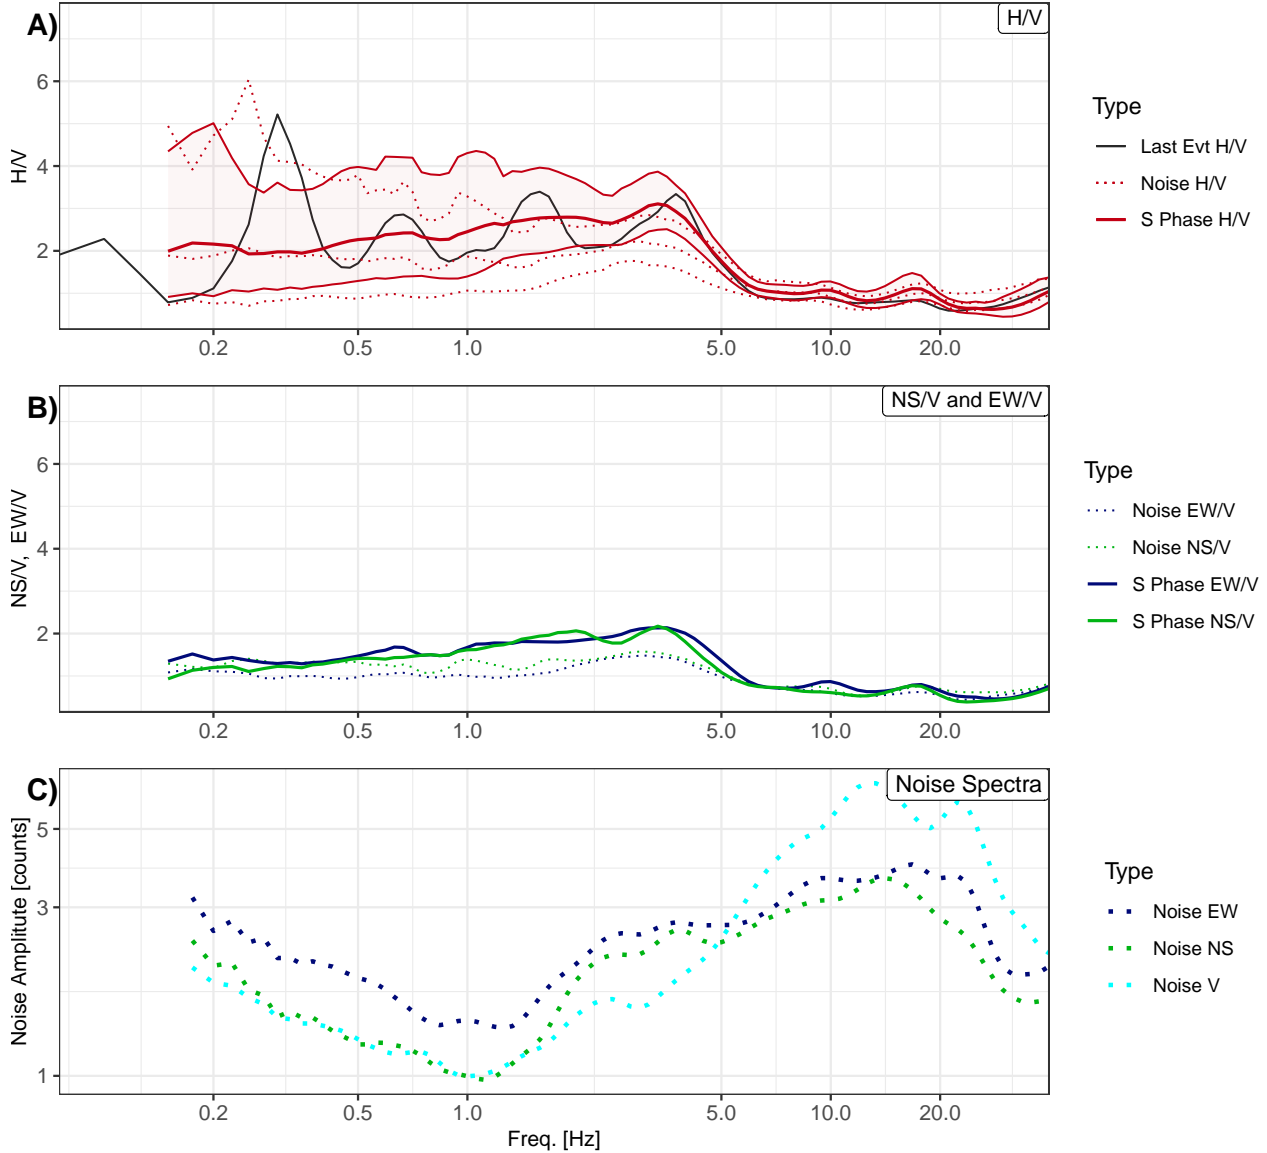 A)
H/V
6
4
2
H/V
0.2 0.5 1.0 5.0 10.0 20.0
Type
Last Evt H/V
Noise H/V
S Phase H/V
B)
NS/V and EW/V
6
4
2
NS/V, EW/V
0.2 0.5 1.0 5.0 10.0 20.0
Type
Noise EW/V
Noise NS/V
S Phase EW/V
S Phase NS/V
C)
Noise Spectra
5
3
1
Noise Amplitude [counts]
0.2 0.5 1.0 5.0 10.0 20.0
Freq. [Hz]
Type
Noise EW
Noise NS
Noise V